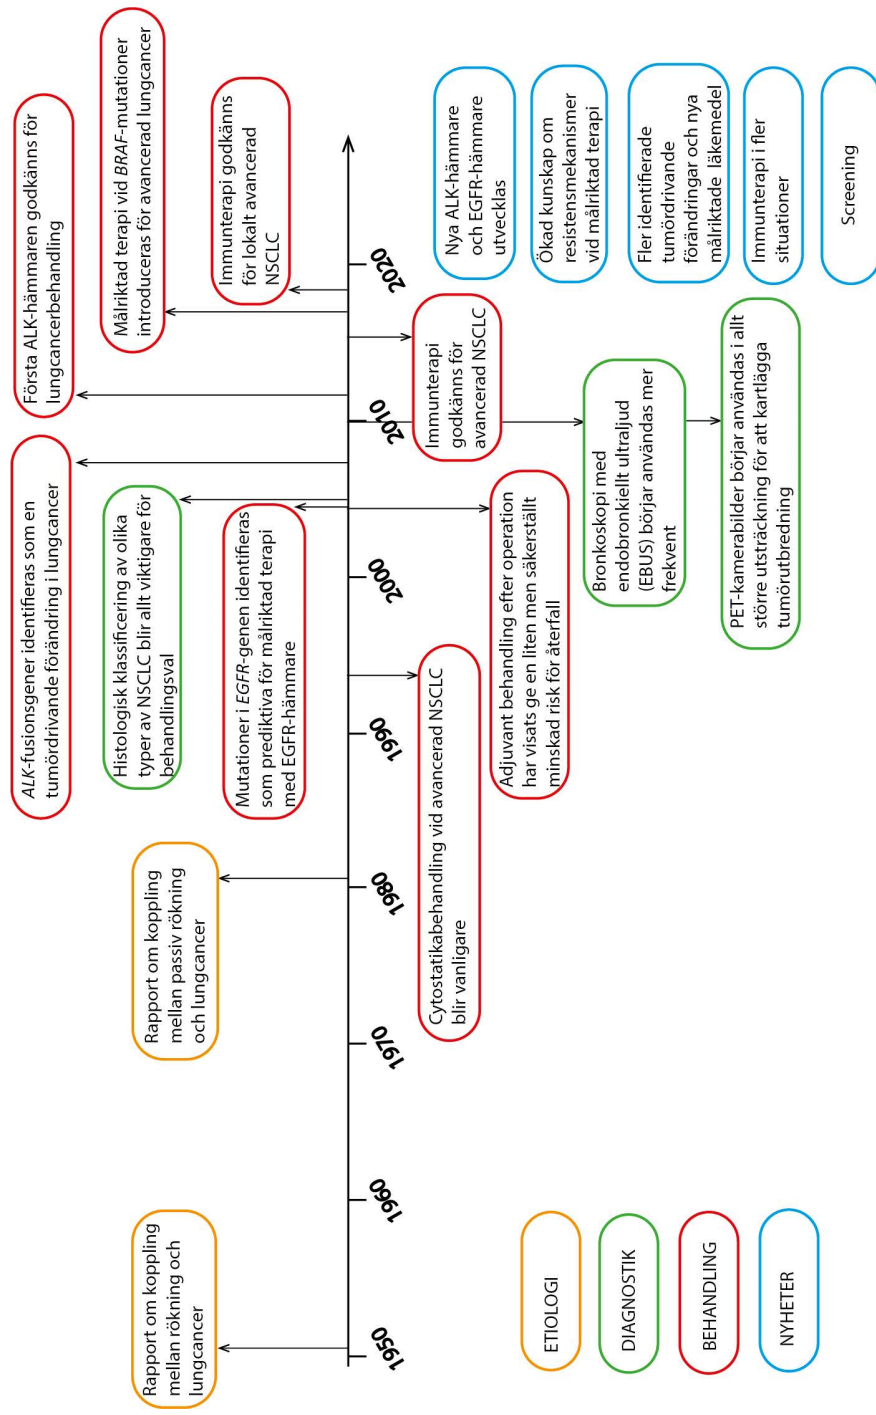 Rapport om koppling
mellan rökning och
lungcancer
Rapport om koppling
mellan passiv rökning
och lungcancer
ALK-fusionsgener identifieras som en
tumördrivande förändring i lungcancer
Histologisk klassificering av olika
typer av NSCLC blir allt viktigare för
behandlingsval
Mutationer i EGFR-genen identifieras
som prediktiva för målriktad terapi
med EGFR-hämmare
Första ALK-hämmaren godkänns för
lungcancerbehandling
Målriktad terapi vid BRAF-mutationer
introduceras för avancerad lungcancer
Immunterapi godkänns
för lokalt avancerad
NSCLC
1950
1960
1970
1980
1990
2000
2010
2020
Cytostatikabehandling vid avancerad NSCLC
blir vanligare
Adjuvant behandling efter operation
har visats ge en liten men säkerställt
minskad risk för återfall
Immunterapi
godkänns för
avancerad NSCLC
Bronkoskopi med
endobronkiellt ultraljud
(EBUS) börjar användas mer
frekvent
PET-kamerabilder börjar användas i allt
större utsträckning för att kartlägga
tumörutbredning
Nya ALK-hämmare
och EGFR-hämmare
utvecklas
Ökad kunskap om
resistensmekanismer
vid målriktad terapi
Fler identifierade
tumördrivande
förändringar och nya
målriktade läkemedel
Immunterapi i fler
situationer
Screening
ETIOLOGI
DIAGNOSTIK
BEHANDLING
NYHETER